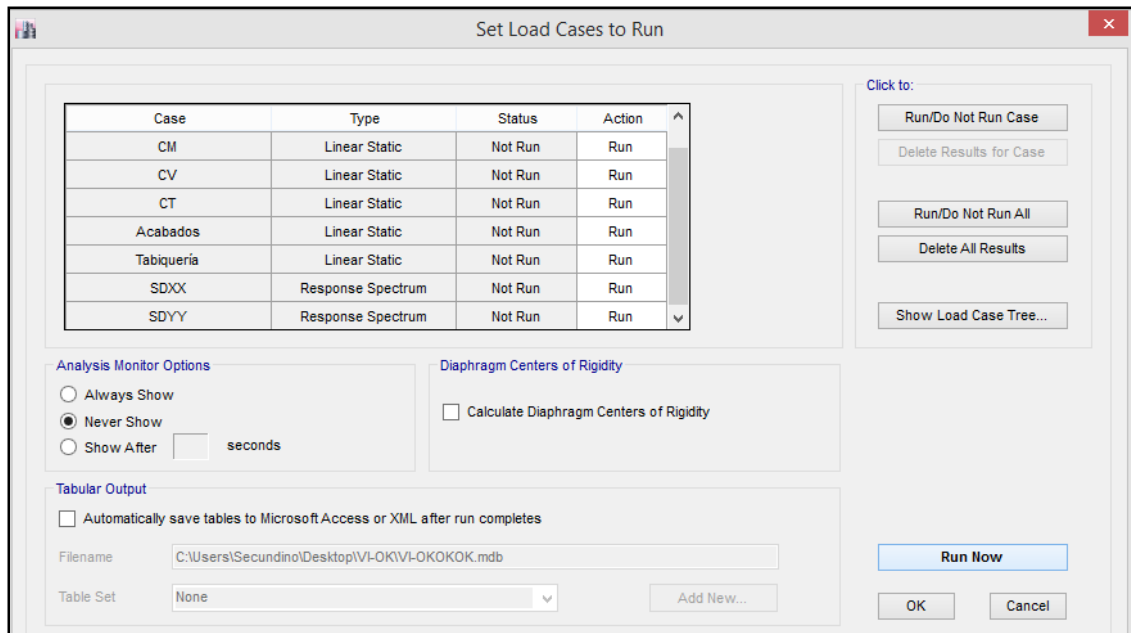 Set Load Cases to Run
Click to:
Case Type Status Action
CM Linear Static Not Run Run
CV Linear Static Not Run Run
CT Linear Static Not Run Run
Acabados Linear Static Not Run Run
Tabiquería Linear Static Not Run Run
SDXX Response Spectrum Not Run Run
SDYY Response Spectrum Not Run Run
Run/Do Not Run Case
Delete Results for Case
Run/Do Not Run All
Delete All Results
Show Load Case Tree...
Analysis Monitor Options
Always Show
Never Show
Show After seconds
Diaphragm Centers of Rigidity
Calculate Diaphragm Centers of Rigidity
Tabular Output
Automatically save tables to Microsoft Access or XML after run completes
Filename C:\Users\Secundino\Desktop\VI-OK\VI-OKOKOK.mdb
Table Set None Add New...
Run Now
OK Cancel